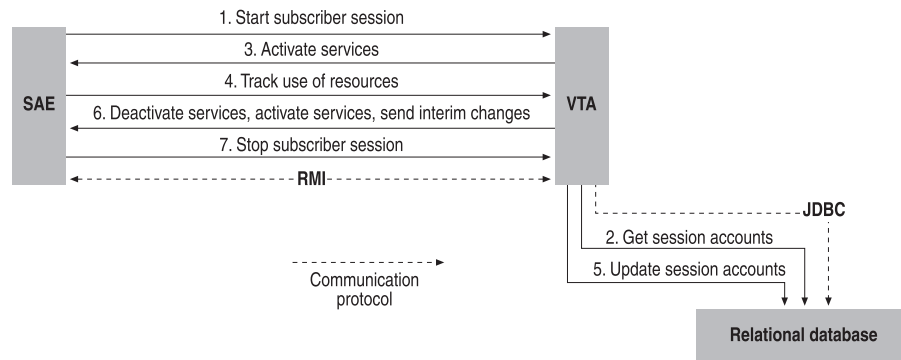 1. Start subscriber session
3. Activate services
SAE
4. Track use of resources
VTA
6. Deactivate services, activate services, send interim changes
7. Stop subscriber session
RMI
JDBC
2. Get session accounts
5. Update session accounts
Communication
protocol
Relational database